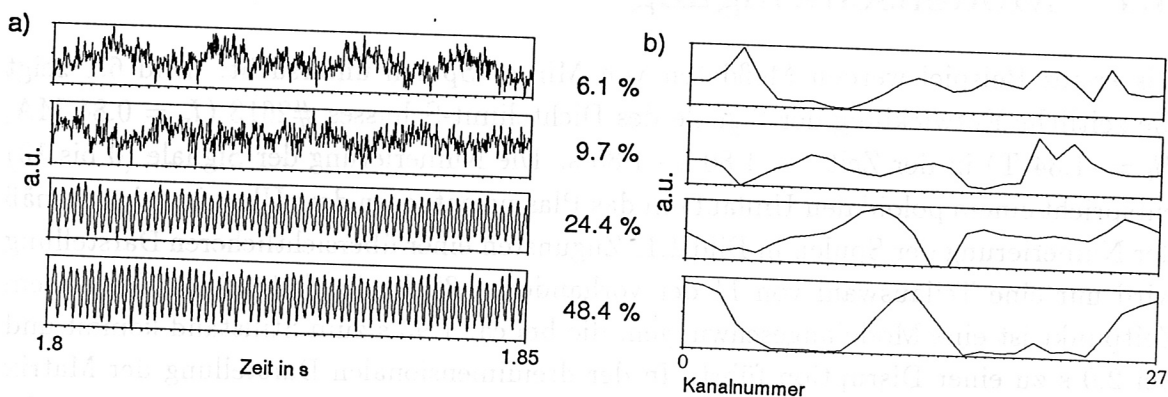 a)
b)
6.1 %
9.7 %
24.4 %
48.4 %
a.u.
a.u.
1.8
1.85
Zeit in s
0
27
Kanalnummer